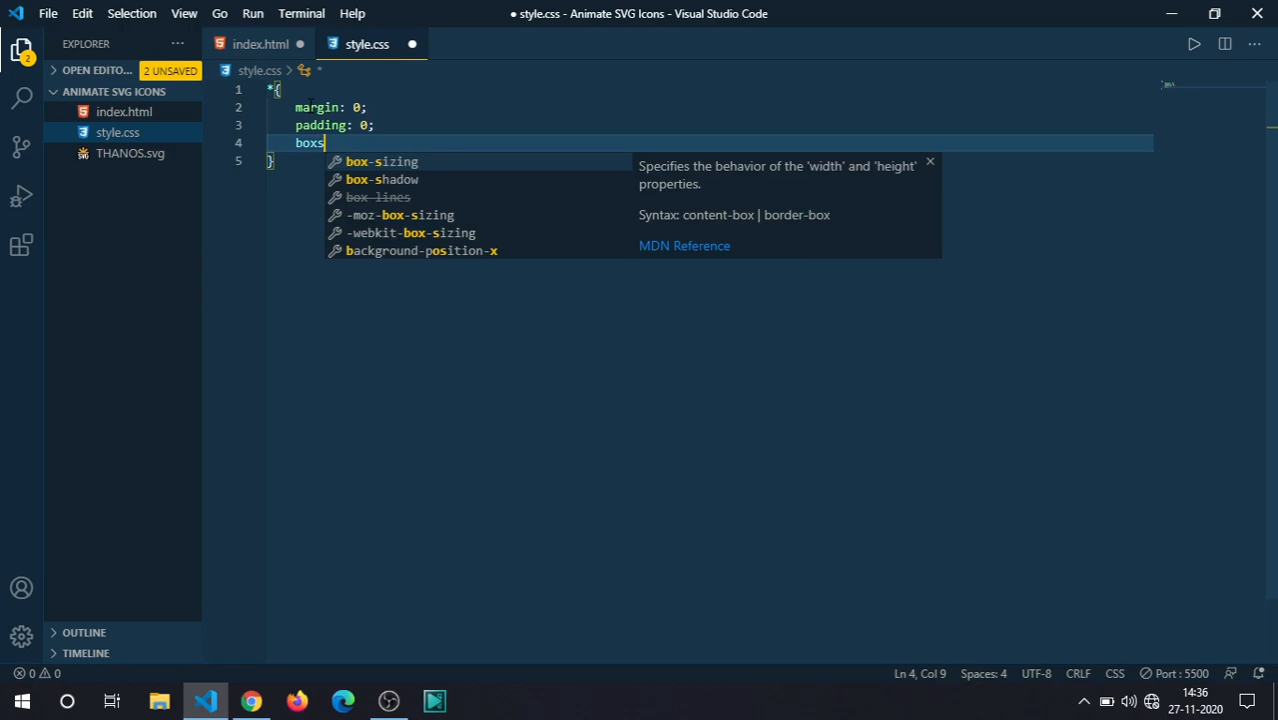 File Edit Selection View Go Run Terminal Help
● style.css - Animate SVG Icons - Visual Studio Code
EXPLORER
index.html
style.css
OPEN EDITO...
2 UNSAVED
style.css > *
ANIMATE SVG ICONS
index.html
style.css
THANOS.svg
2
1 *{
2 margin: 0;
3 padding: 0;
4 boxs
5 }
box-sizing
box-shadow
box-lines
-moz-box-sizing
-webkit-box-sizing
background-position-x
Specifies the behavior of the 'width' and 'height'
properties.
Syntax: content-box | border-box
MDN Reference
OUTLINE
TIMELINE
0 0
Ln 4, Col 9 Spaces: 4 UTF-8 CRLF CSS Port : 5500
14:36
27-11-2020